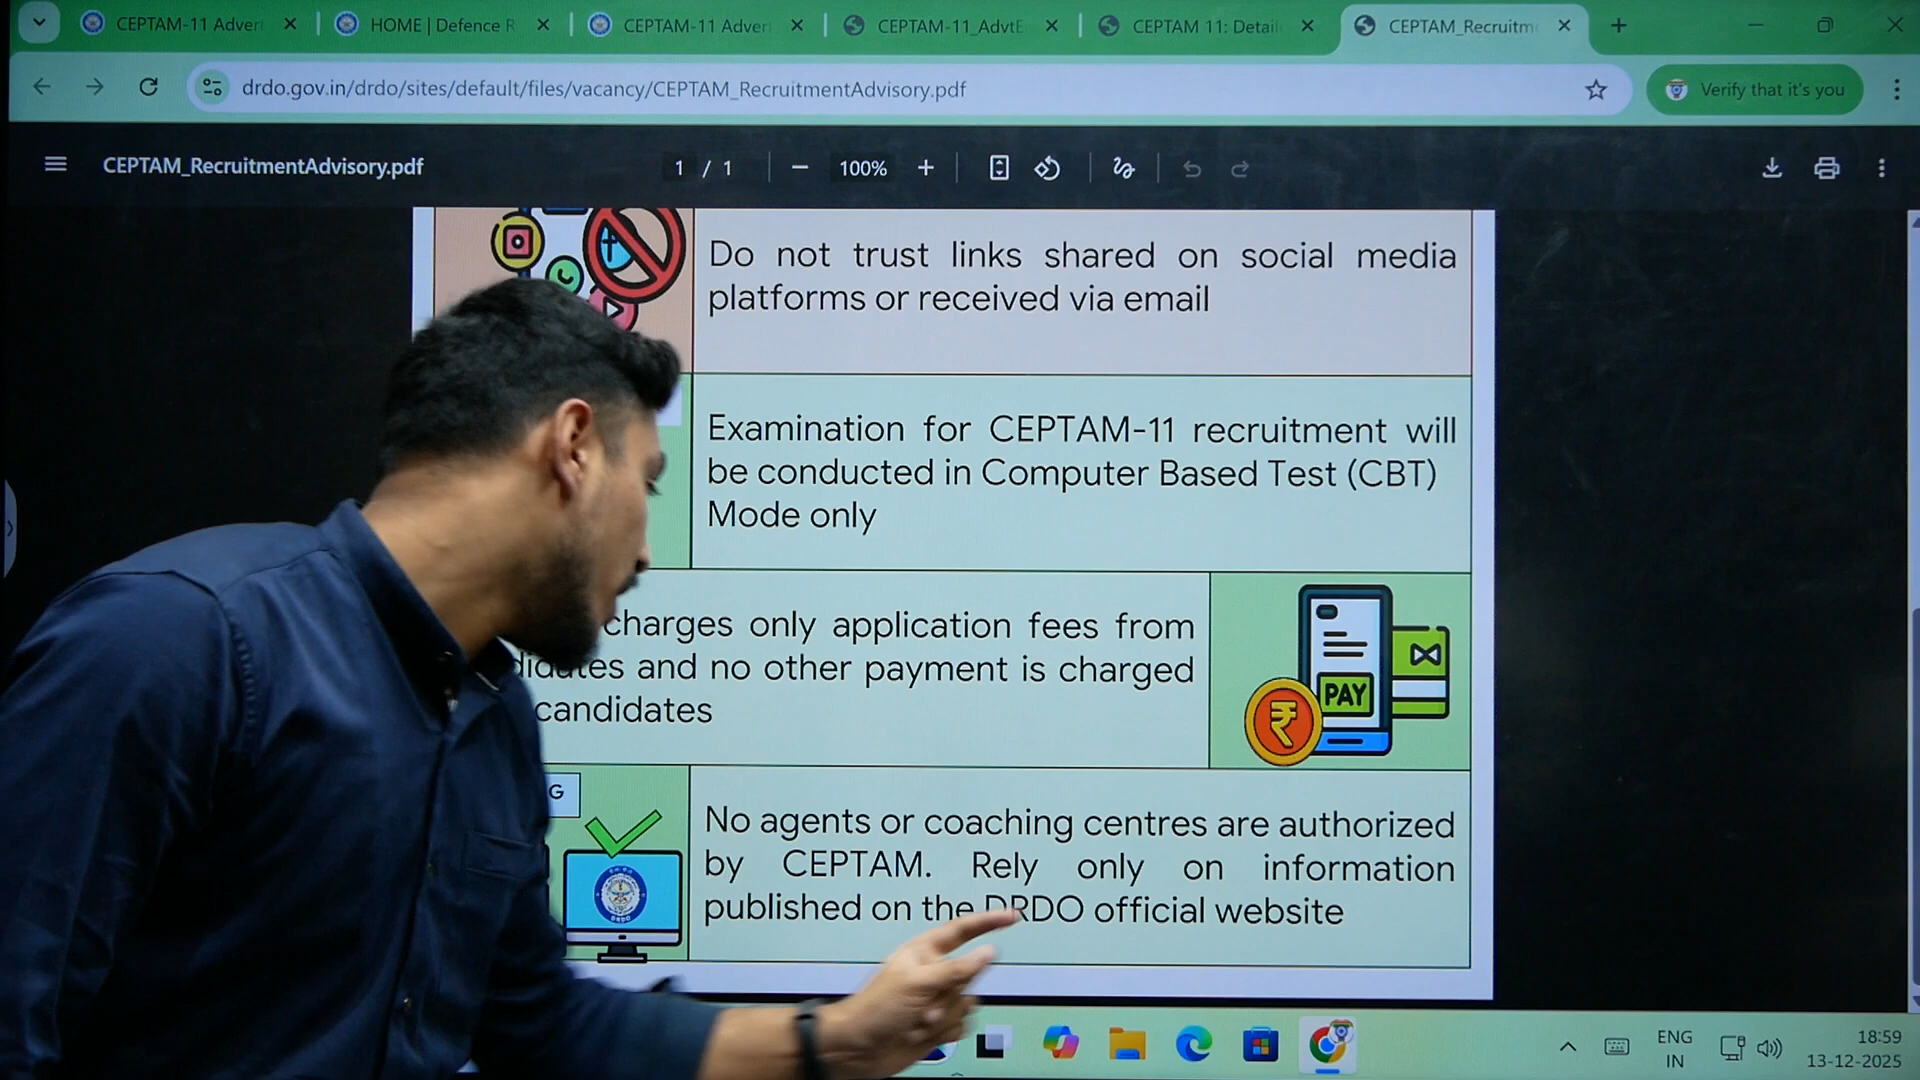 CEPTAM-11 Adver
HOME | Defence R
CEPTAM-11 Adver
CEPTAM-11_AdvtE
CEPTAM 11: Detail
CEPTAM_Recruitm
drdo.gov.in/drdo/sites/default/files/vacancy/CEPTAM_RecruitmentAdvisory.pdf
Verify that it's you
CEPTAM_RecruitmentAdvisory.pdf
1 / 1
100%
Do not trust links shared on social media
platforms or received via email
Examination for CEPTAM-11 recruitment will
be conducted in Computer Based Test (CBT)
Mode only
charges only application fees from
and no other payment is charged
candidates
PAY
₹
G
DRDO
No agents or coaching centres are authorized
by CEPTAM. Rely only on information
published on the DRDO official website
ENG
IN
18:59
13-12-2025